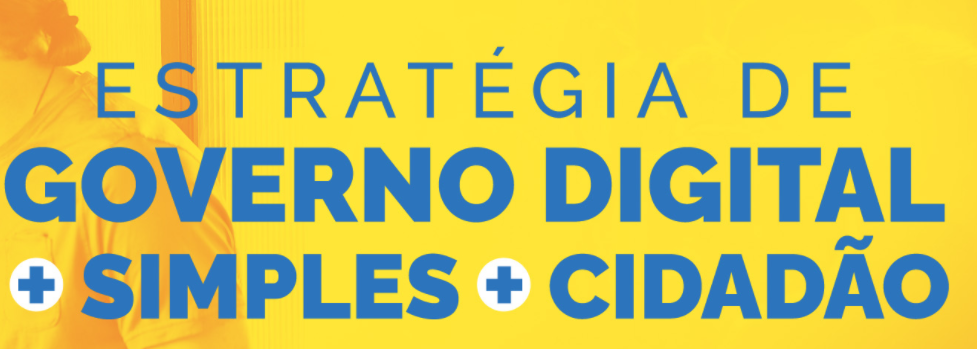 ESTRATÉGIA DE
GOVERNO DIGITAL
+ SIMPLES + CIDADÃO